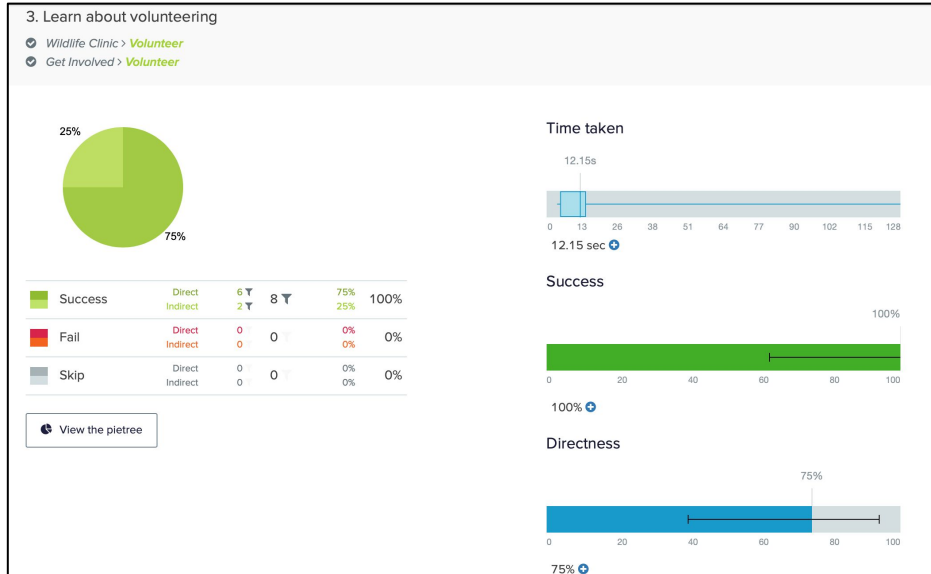 3. Learn about volunteering
Wildlife Clinic > Volunteer
Get Involved > Volunteer
25%
75%
Success Direct 6 8 75% 100%
Indirect 2 25%
Fail Direct 0 0 0% 0%
Indirect 0 0%
Skip Direct 0 0 0% 0%
Indirect 0 0%
View the pietree
Time taken
12.15s
0 13 26 38 51 64 77 90 102 115 128
12.15 sec
Success
100%
0 20 40 60 80 100
100%
Directness
75%
0 20 40 60 80 100
75%